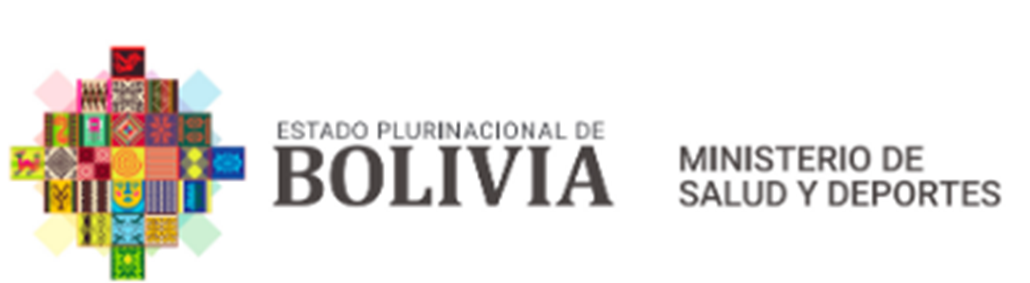 ESTADO PLURINACIONAL DE
BOLIVIA
MINISTERIO DE
SALUD Y DEPORTES